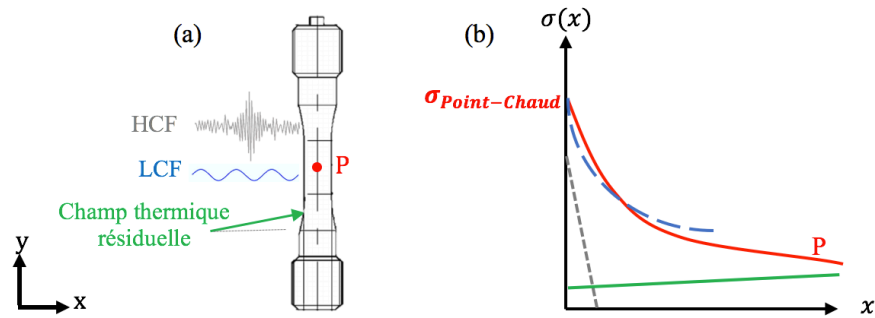 (a)
HCF
LCF
P
Champ thermique
résiduelle
y
x
(b)
σ(x)
σPoint−Chaud
P
x